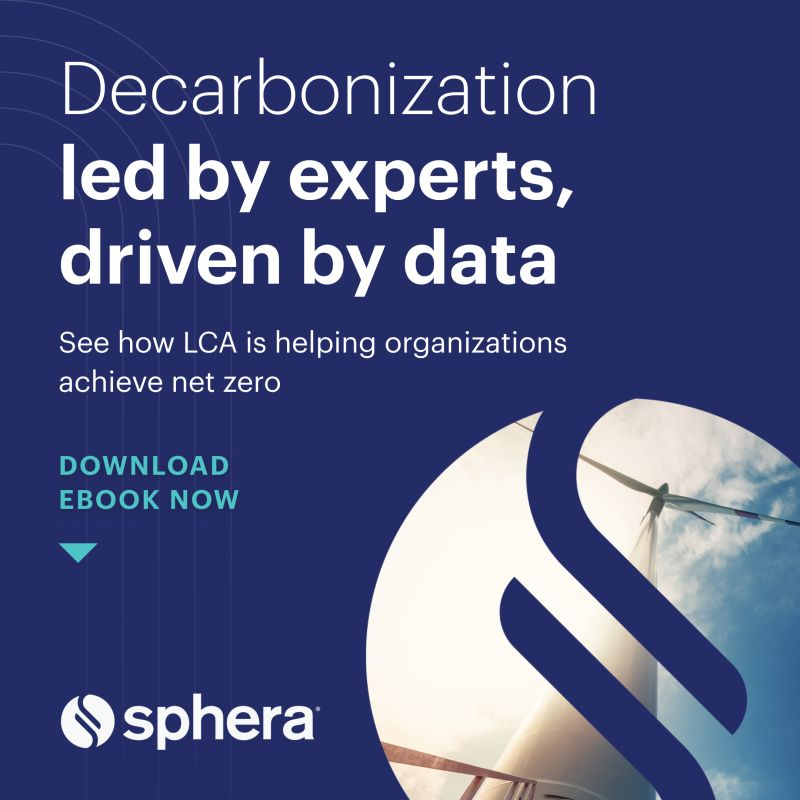 Decarbonization
led by experts,
driven by data
See how LCA is helping organizations
achieve net zero
DOWNLOAD
EBOOK NOW
sphera®